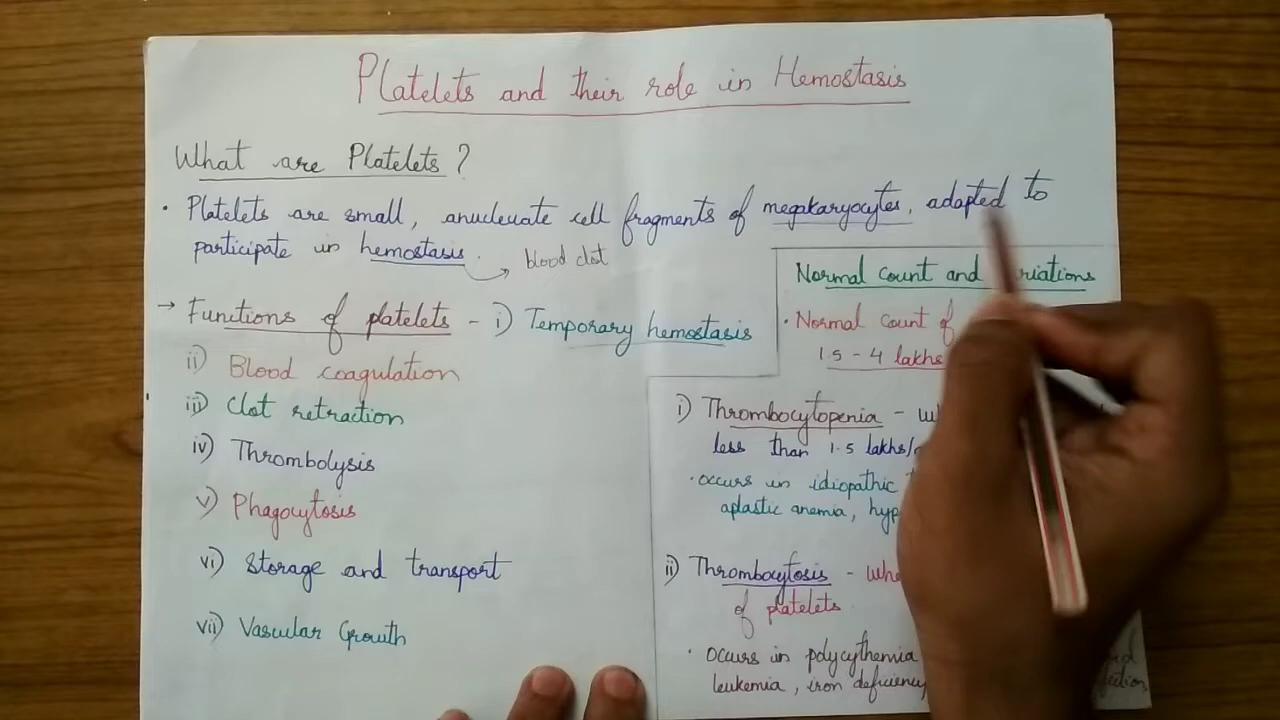 Platelets and their role in Hemostasis
What are Platelets?
• Platelets are small, anucleate cell fragments of megakaryocytes, adapted to
participate in hemostasis.
blood clot
→ Functions of platelets - i) Temporary hemostasis
ii) Blood coagulation
iii) Clot retraction
iv) Thrombolysis
v) Phagocytosis
vi) Storage and transport
vii) Vascular Growth
Normal Count and
• Normal Count of
1.5 - 4 lakhs
i) Thrombocytopenia -
less than 1.5 lakhs/
• occurs in idiopathic
aplastic anemia,
ii) Thrombocytosis -
of platelets.
• occurs in polycythemia
leukemia, iron deficiency